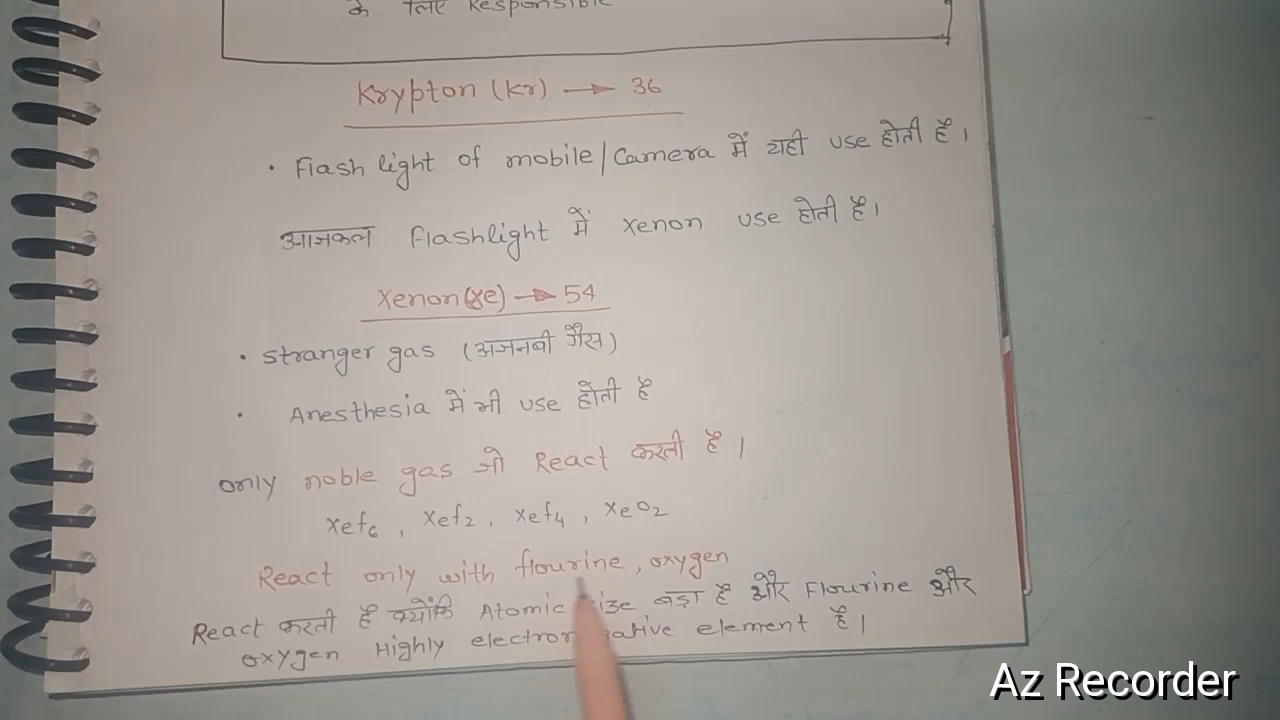 के लिए Responsible
Krypton (Kr) → 36
• Flash light of mobile/Camera में यही use होती है।
आजकल flashlight में xenon use होती है।
Xenon(Xe) → 54
• stranger gas (अजनबी गैस)
• Anesthesia में भी use होती है
only noble gas जो React करती है।
Xef6, Xef2, Xef4, XeO2
React only with flourine, oxygen
React करती है क्योंकि Atomic size बड़ा है और Flourine और
oxygen Highly electronegative element है।
Az Recorder